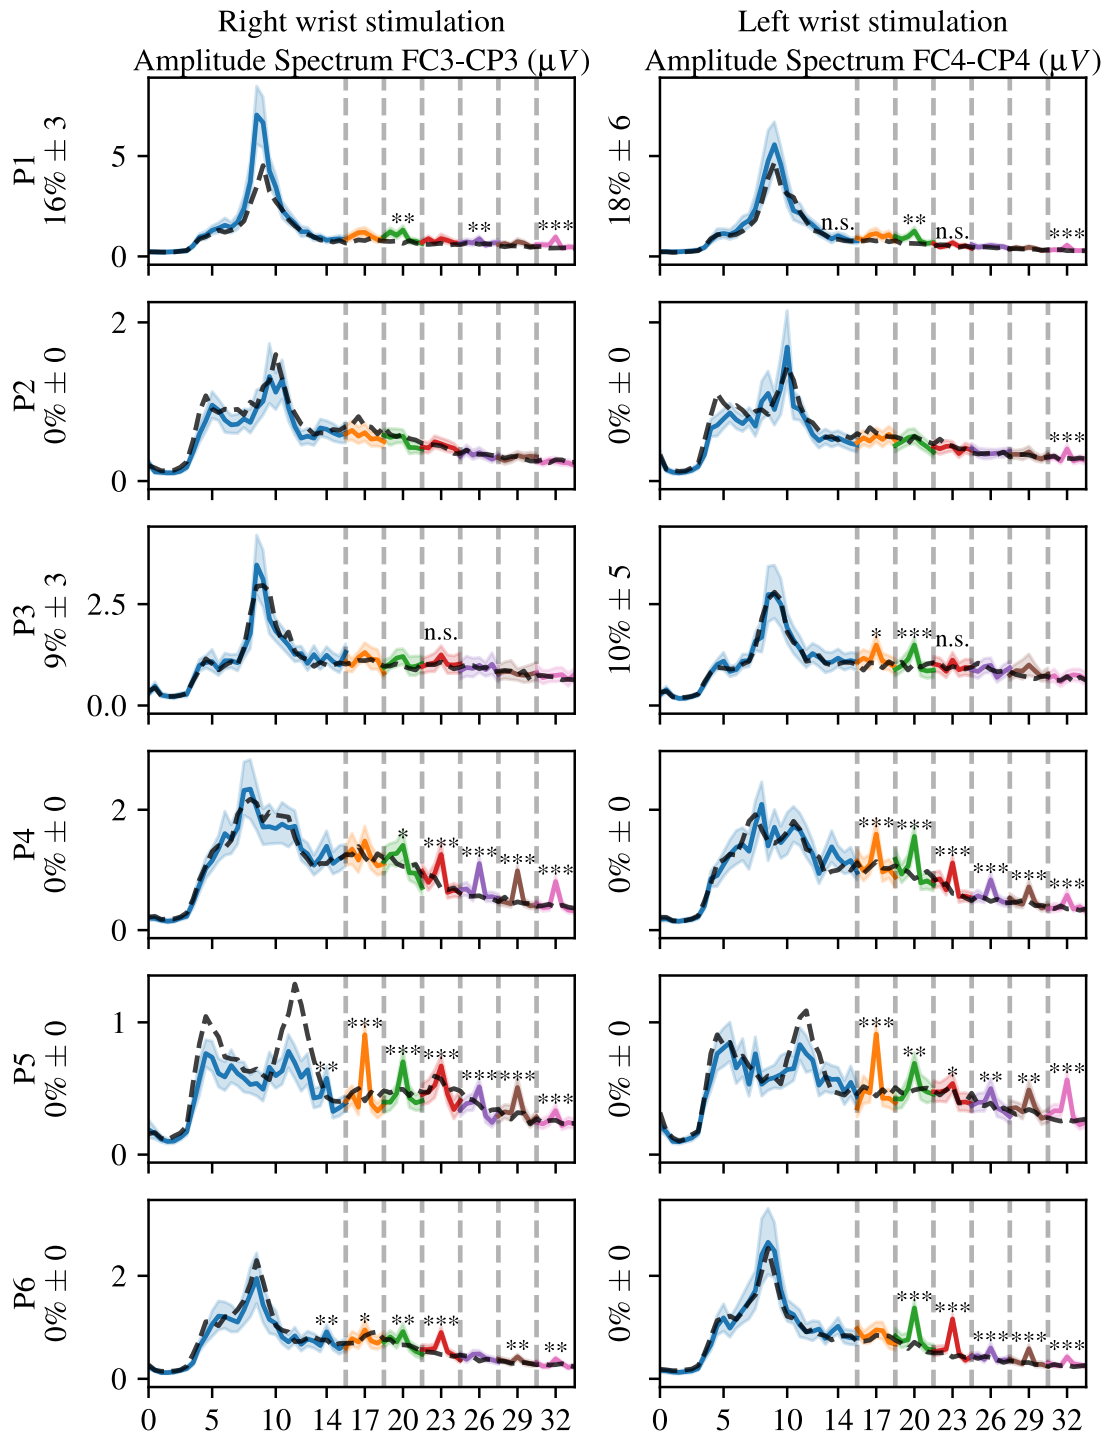 Right wrist stimulation
Amplitude Spectrum FC3-CP3 (μV)
Left wrist stimulation
Amplitude Spectrum FC4-CP4 (μV)
P1
16% ± 3
5
0
** ** ***
18% ± 6
n.s. ** n.s. ***
P2
0% ± 0
2
0
0% ± 0
***
P3
9% ± 3
2.5
0.0
n.s.
10% ± 5
* *** n.s.
P4
0% ± 0
2
0
* *** *** *** ***
0% ± 0
*** *** *** *** *** ***
P5
0% ± 0
1
0
** *** *** *** *** *** ***
0% ± 0
*** ** * ** ** ***
P6
0% ± 0
2
0
** * ** *** ** **
0% ± 0
*** *** *** *** ***
0 5 10 14 17 20 23 26 29 32
0 5 10 14 17 20 23 26 29 32